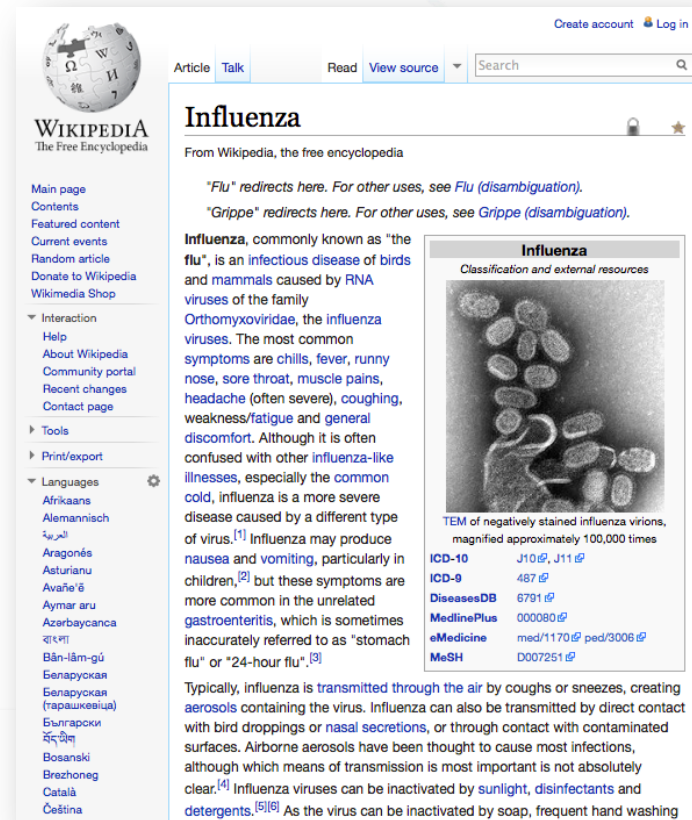 Create account Log in
Article Talk Read View source Search
WIKIPEDIA
The Free Encyclopedia
Main page
Contents
Featured content
Current events
Random article
Donate to Wikipedia
Wikimedia Shop
Interaction
Help
About Wikipedia
Community portal
Recent changes
Contact page
Tools
Print/export
Languages
Afrikaans
Alemannisch
العربية
Aragonés
Asturianu
Avañe'ẽ
Aymar aru
Azərbaycanca
বাংলা
Bân-lâm-gú
Беларуская
Беларуская
(тарашкевіца)
Български
བོད་ཡིག
Bosanski
Brezhoneg
Català
Čeština
Influenza
From Wikipedia, the free encyclopedia
"Flu" redirects here. For other uses, see Flu (disambiguation).
"Grippe" redirects here. For other uses, see Grippe (disambiguation).
Influenza, commonly known as "the
flu", is an infectious disease of birds
and mammals caused by RNA
viruses of the family
Orthomyxoviridae, the influenza
viruses. The most common
symptoms are chills, fever, runny
nose, sore throat, muscle pains,
headache (often severe), coughing,
weakness/fatigue and general
discomfort. Although it is often
confused with other influenza-like
illnesses, especially the common
cold, influenza is a more severe
disease caused by a different type
of virus.[1] Influenza may produce
nausea and vomiting, particularly in
children,[2] but these symptoms are
more common in the unrelated
gastroenteritis, which is sometimes
inaccurately referred to as "stomach
flu" or "24-hour flu".[3]
Influenza
Classification and external resources
TEM of negatively stained influenza virions,
magnified approximately 100,000 times
ICD-10 J10, J11
ICD-9 487
DiseasesDB 6791
MedlinePlus 000080
eMedicine med/1170 ped/3006
MeSH D007251
Typically, influenza is transmitted through the air by coughs or sneezes, creating
aerosols containing the virus. Influenza can also be transmitted by direct contact
with bird droppings or nasal secretions, or through contact with contaminated
surfaces. Airborne aerosols have been thought to cause most infections,
although which means of transmission is most important is not absolutely
clear.[4] Influenza viruses can be inactivated by sunlight, disinfectants and
detergents.[5][6] As the virus can be inactivated by soap, frequent hand washing